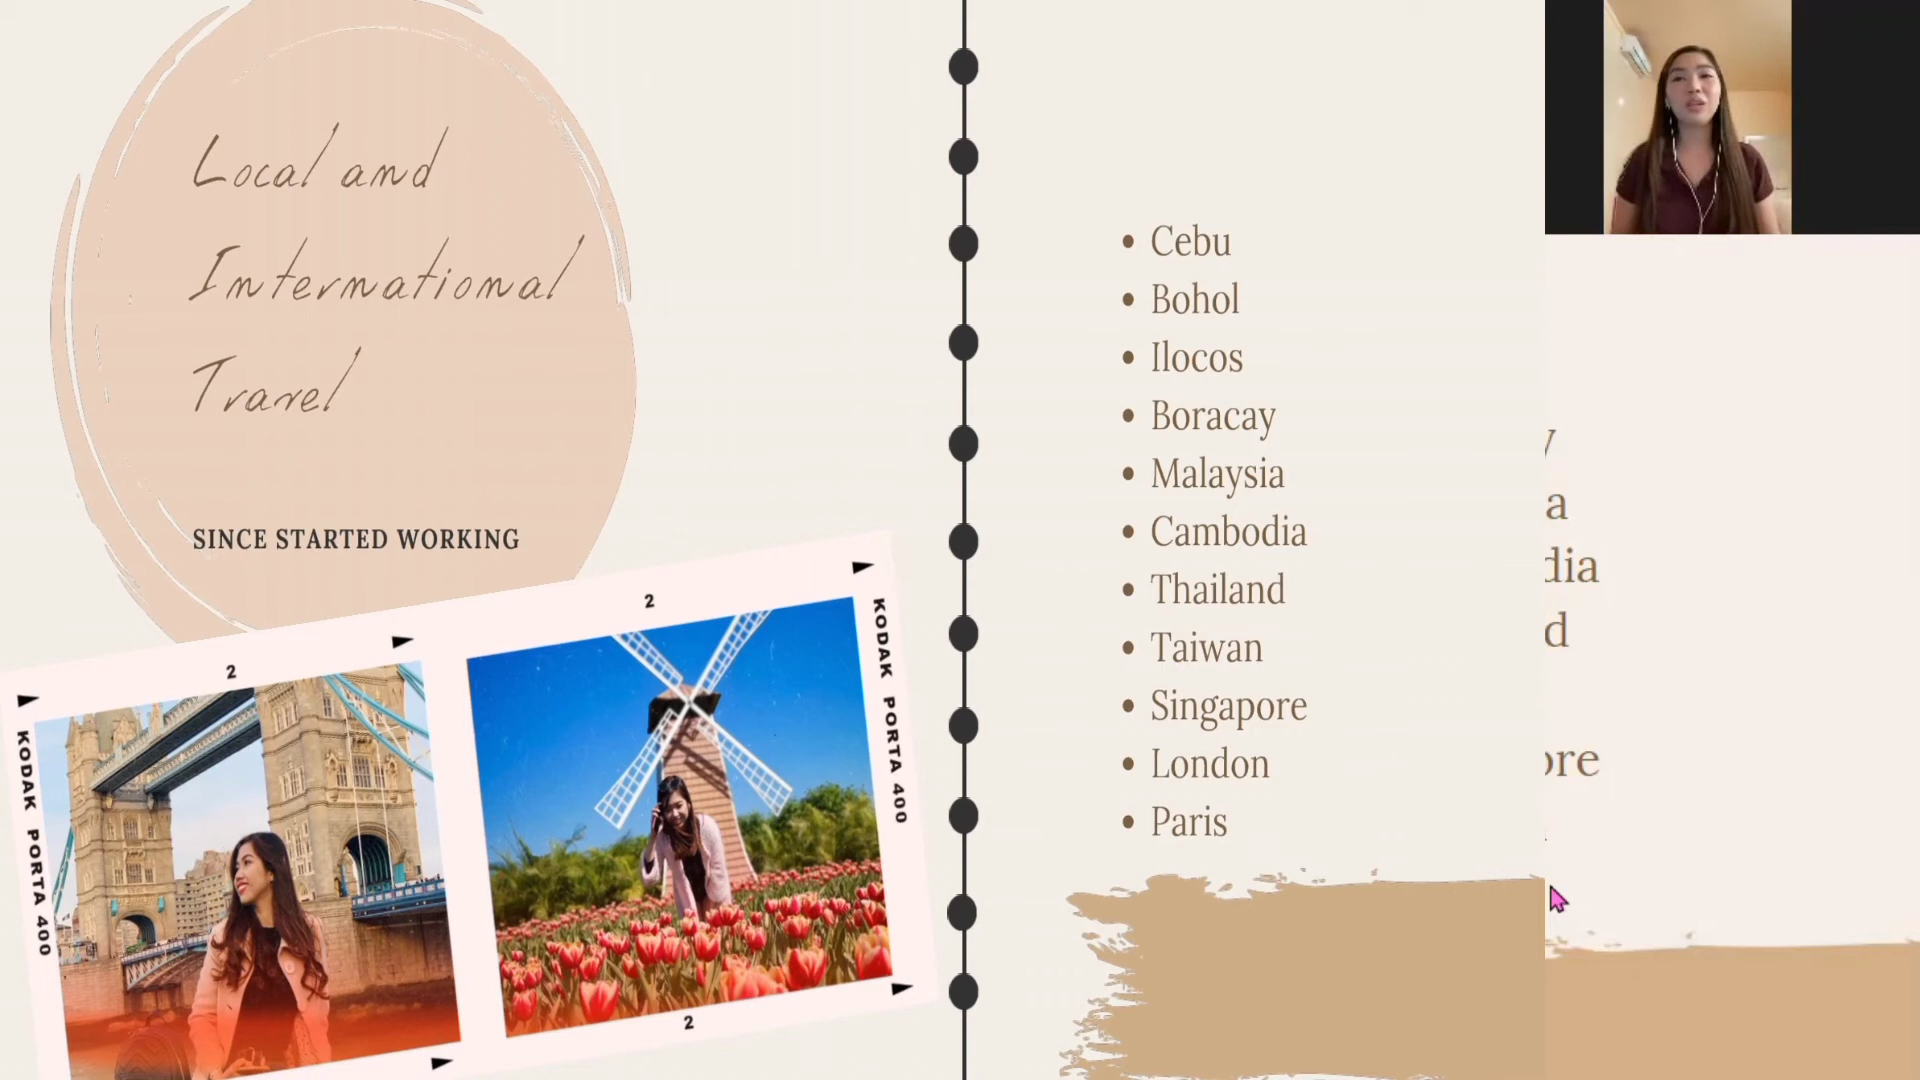 Local and
International
Travel
SINCE STARTED WORKING
2
KODAK PORTA 400
2
KODAK PORTA 400
2
• Cebu
• Bohol
• Ilocos
• Boracay
• Malaysia
• Cambodia
• Thailand
• Taiwan
• Singapore
• London
• Paris